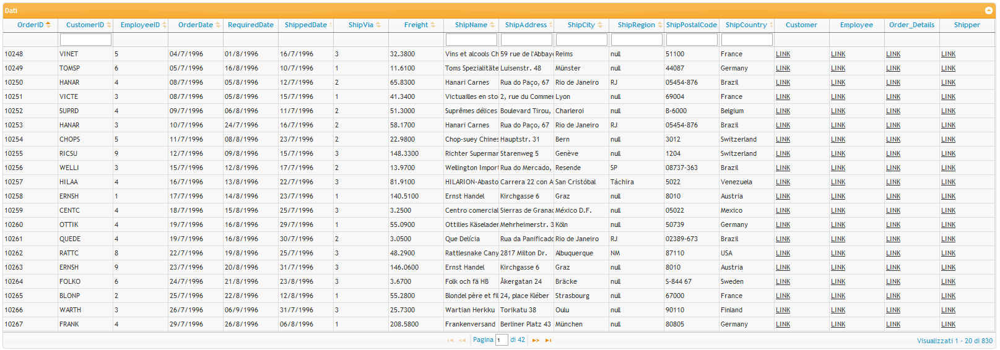 Dati
OrderID CustomerID EmployeeID OrderDate RequiredDate ShippedDate ShipVia Freight ShipName ShipAddress ShipCity ShipRegion ShipPostalCode ShipCountry Customer Employee Order_Details Shipper
10248 VINET 5 04/7/1996 01/8/1996 16/7/1996 3 32.3800 Vins et alcools Ch 59 rue de l'Abbaye Reims null 51100 France LINK LINK LINK LINK
10249 TOMSP 6 05/7/1996 16/8/1996 10/7/1996 1 11.6100 Toms Spezialitäte Luisenstr. 48 Münster null 44087 Germany LINK LINK LINK LINK
10250 HANAR 4 08/7/1996 05/8/1996 12/7/1996 2 65.8300 Hanari Carnes Rua do Paço, 67 Rio de Janeiro RJ 05454-876 Brazil LINK LINK LINK LINK
10251 VICTE 3 08/7/1996 05/8/1996 15/7/1996 1 41.3400 Victuailles en sto 2, rue du Commer Lyon null 69004 France LINK LINK LINK LINK
10252 SUPRD 4 09/7/1996 06/8/1996 11/7/1996 2 51.3000 Suprêmes délices Boulevard Tirou, Charleroi null B-6000 Belgium LINK LINK LINK LINK
10253 HANAR 3 10/7/1996 24/7/1996 16/7/1996 2 58.1700 Hanari Carnes Rua do Paço, 67 Rio de Janeiro RJ 05454-876 Brazil LINK LINK LINK LINK
10254 CHOPS 5 11/7/1996 08/8/1996 23/7/1996 2 22.9800 Chop-suey Chines Hauptstr. 31 Bern null 3012 Switzerland LINK LINK LINK LINK
10255 RICSU 9 12/7/1996 09/8/1996 15/7/1996 3 148.3300 Richter Supermar Starenweg 5 Genève null 1204 Switzerland LINK LINK LINK LINK
10256 WELLI 3 15/7/1996 12/8/1996 17/7/1996 2 13.9700 Wellington Import Rua do Mercado, Resende SP 08737-363 Brazil LINK LINK LINK LINK
10257 HILAA 4 16/7/1996 13/8/1996 22/7/1996 3 81.9100 HILARION-Abasto Carrera 22 con A San Cristóbal Táchira 5022 Venezuela LINK LINK LINK LINK
10258 ERNSH 1 17/7/1996 14/8/1996 23/7/1996 1 140.5100 Ernst Handel Kirchgasse 6 Graz null 8010 Austria LINK LINK LINK LINK
10259 CENTC 4 18/7/1996 15/8/1996 25/7/1996 3 3.2500 Centro comercial Sierras de Granad México D.F. null 05022 Mexico LINK LINK LINK LINK
10260 OTTIK 4 19/7/1996 16/8/1996 29/7/1996 1 55.0900 Ottilies Käselader Mehrheimerstr. 3 Köln null 50739 Germany LINK LINK LINK LINK
10261 QUEDE 4 19/7/1996 16/8/1996 30/7/1996 2 3.0500 Que Delícia Rua da Panificado Rio de Janeiro RJ 02389-673 Brazil LINK LINK LINK LINK
10262 RATTC 8 22/7/1996 19/8/1996 25/7/1996 3 48.2900 Rattlesnake Cany 2817 Milton Dr. Albuquerque NM 87110 USA LINK LINK LINK LINK
10263 ERNSH 9 23/7/1996 20/8/1996 31/7/1996 3 146.0600 Ernst Handel Kirchgasse 6 Graz null 8010 Austria LINK LINK LINK LINK
10264 FOLKO 6 24/7/1996 21/8/1996 23/8/1996 3 3.6700 Folk och fä HB Åkergatan 24 Bräcke null S-844 67 Sweden LINK LINK LINK LINK
10265 BLONP 2 25/7/1996 22/8/1996 12/8/1996 1 55.2800 Blondel père et fil 24, place Kléber Strasbourg null 67000 France LINK LINK LINK LINK
10266 WARTH 3 26/7/1996 06/9/1996 31/7/1996 3 25.7300 Wartian Herkku Torikatu 38 Oulu null 90110 Finland LINK LINK LINK LINK
10267 FRANK 4 29/7/1996 26/8/1996 06/8/1996 1 208.5800 Frankenversand Berliner Platz 43 München null 80805 Germany LINK LINK LINK LINK
Pagina 1 di 42 Visualizzati 1 - 20 di 830